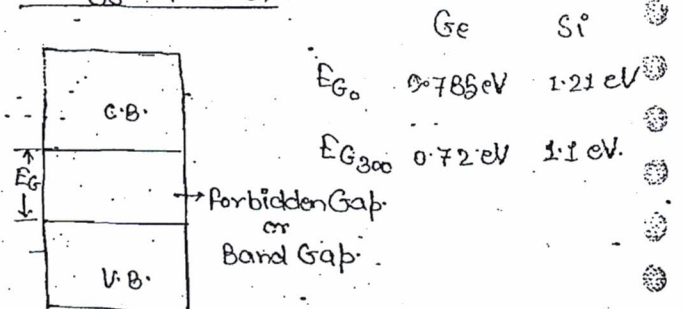 Ge Si
EG0 0.785eV 1.21 eV
EG300 0.72 eV 1.1 eV.
C.B.
EG
Forbidden Gap.
or
Band Gap.
V.B.